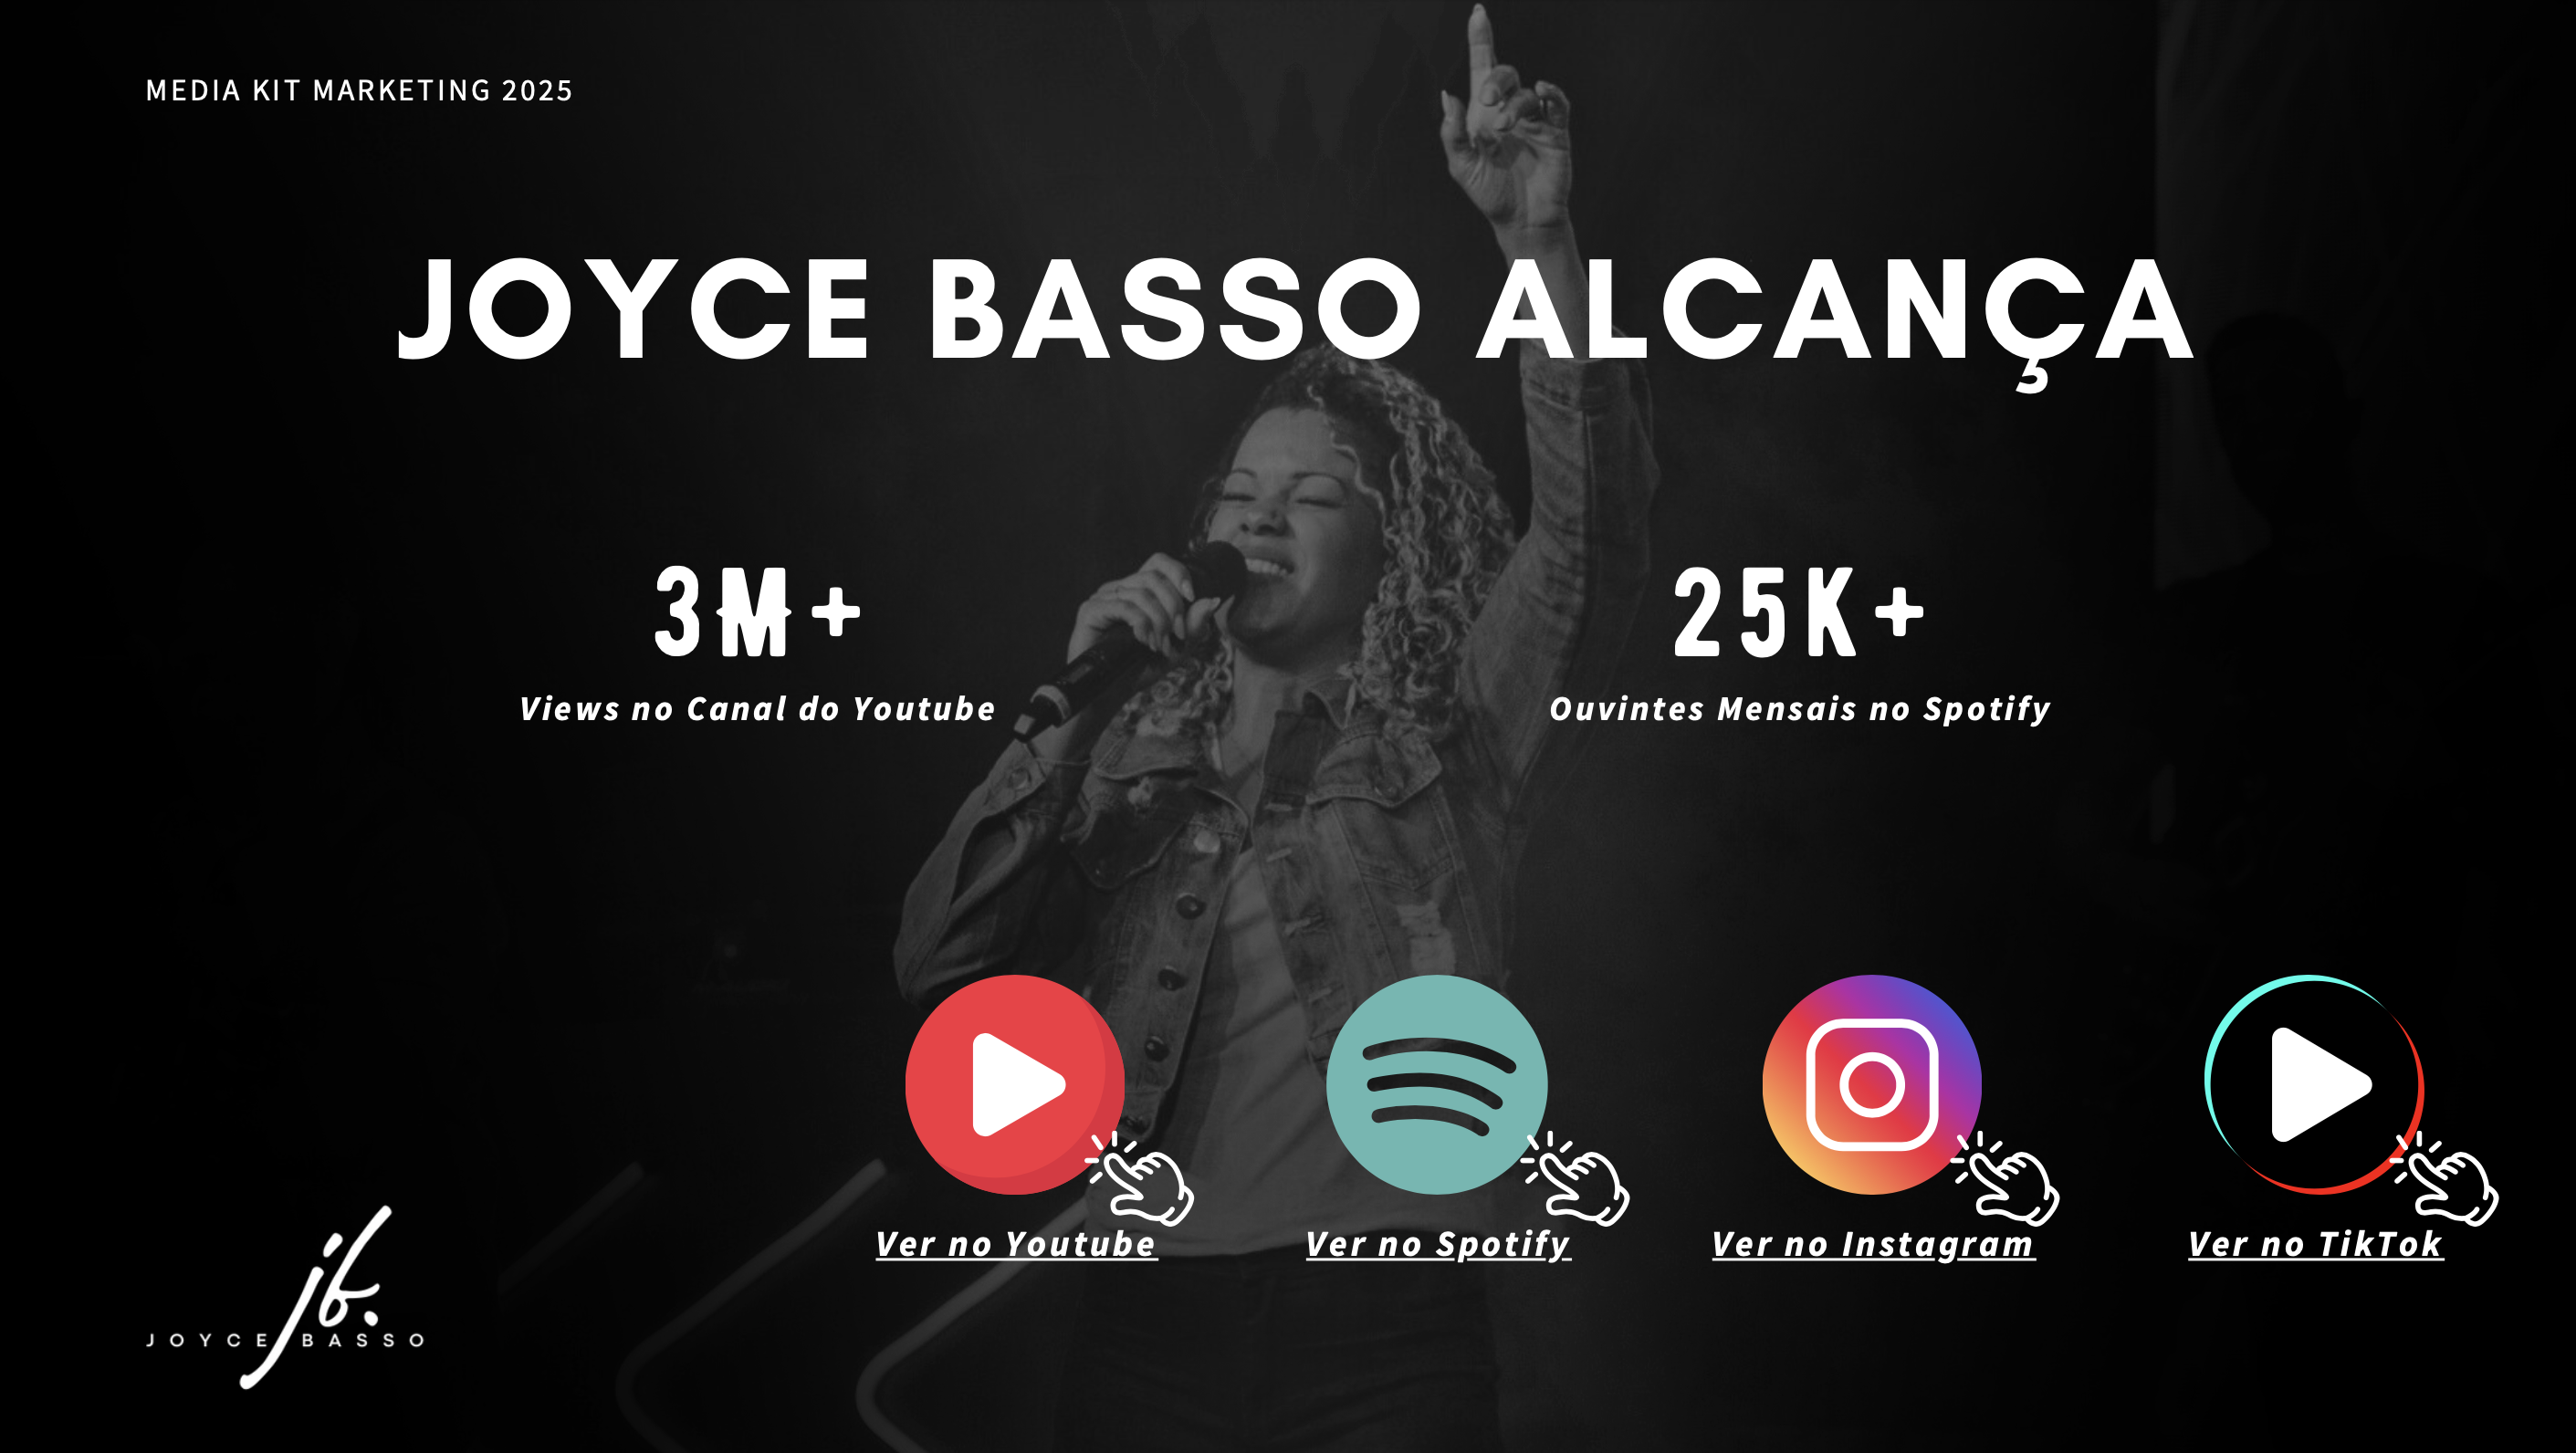 MEDIA KIT MARKETING 2025
JOYCE BASSO ALCANÇA
3M+
Views no Canal do Youtube
25K+
Ouvintes Mensais no Spotify
Ver no Youtube
Ver no Spotify
Ver no Instagram
Ver no TikTok
jb.
JOYCE BASSO